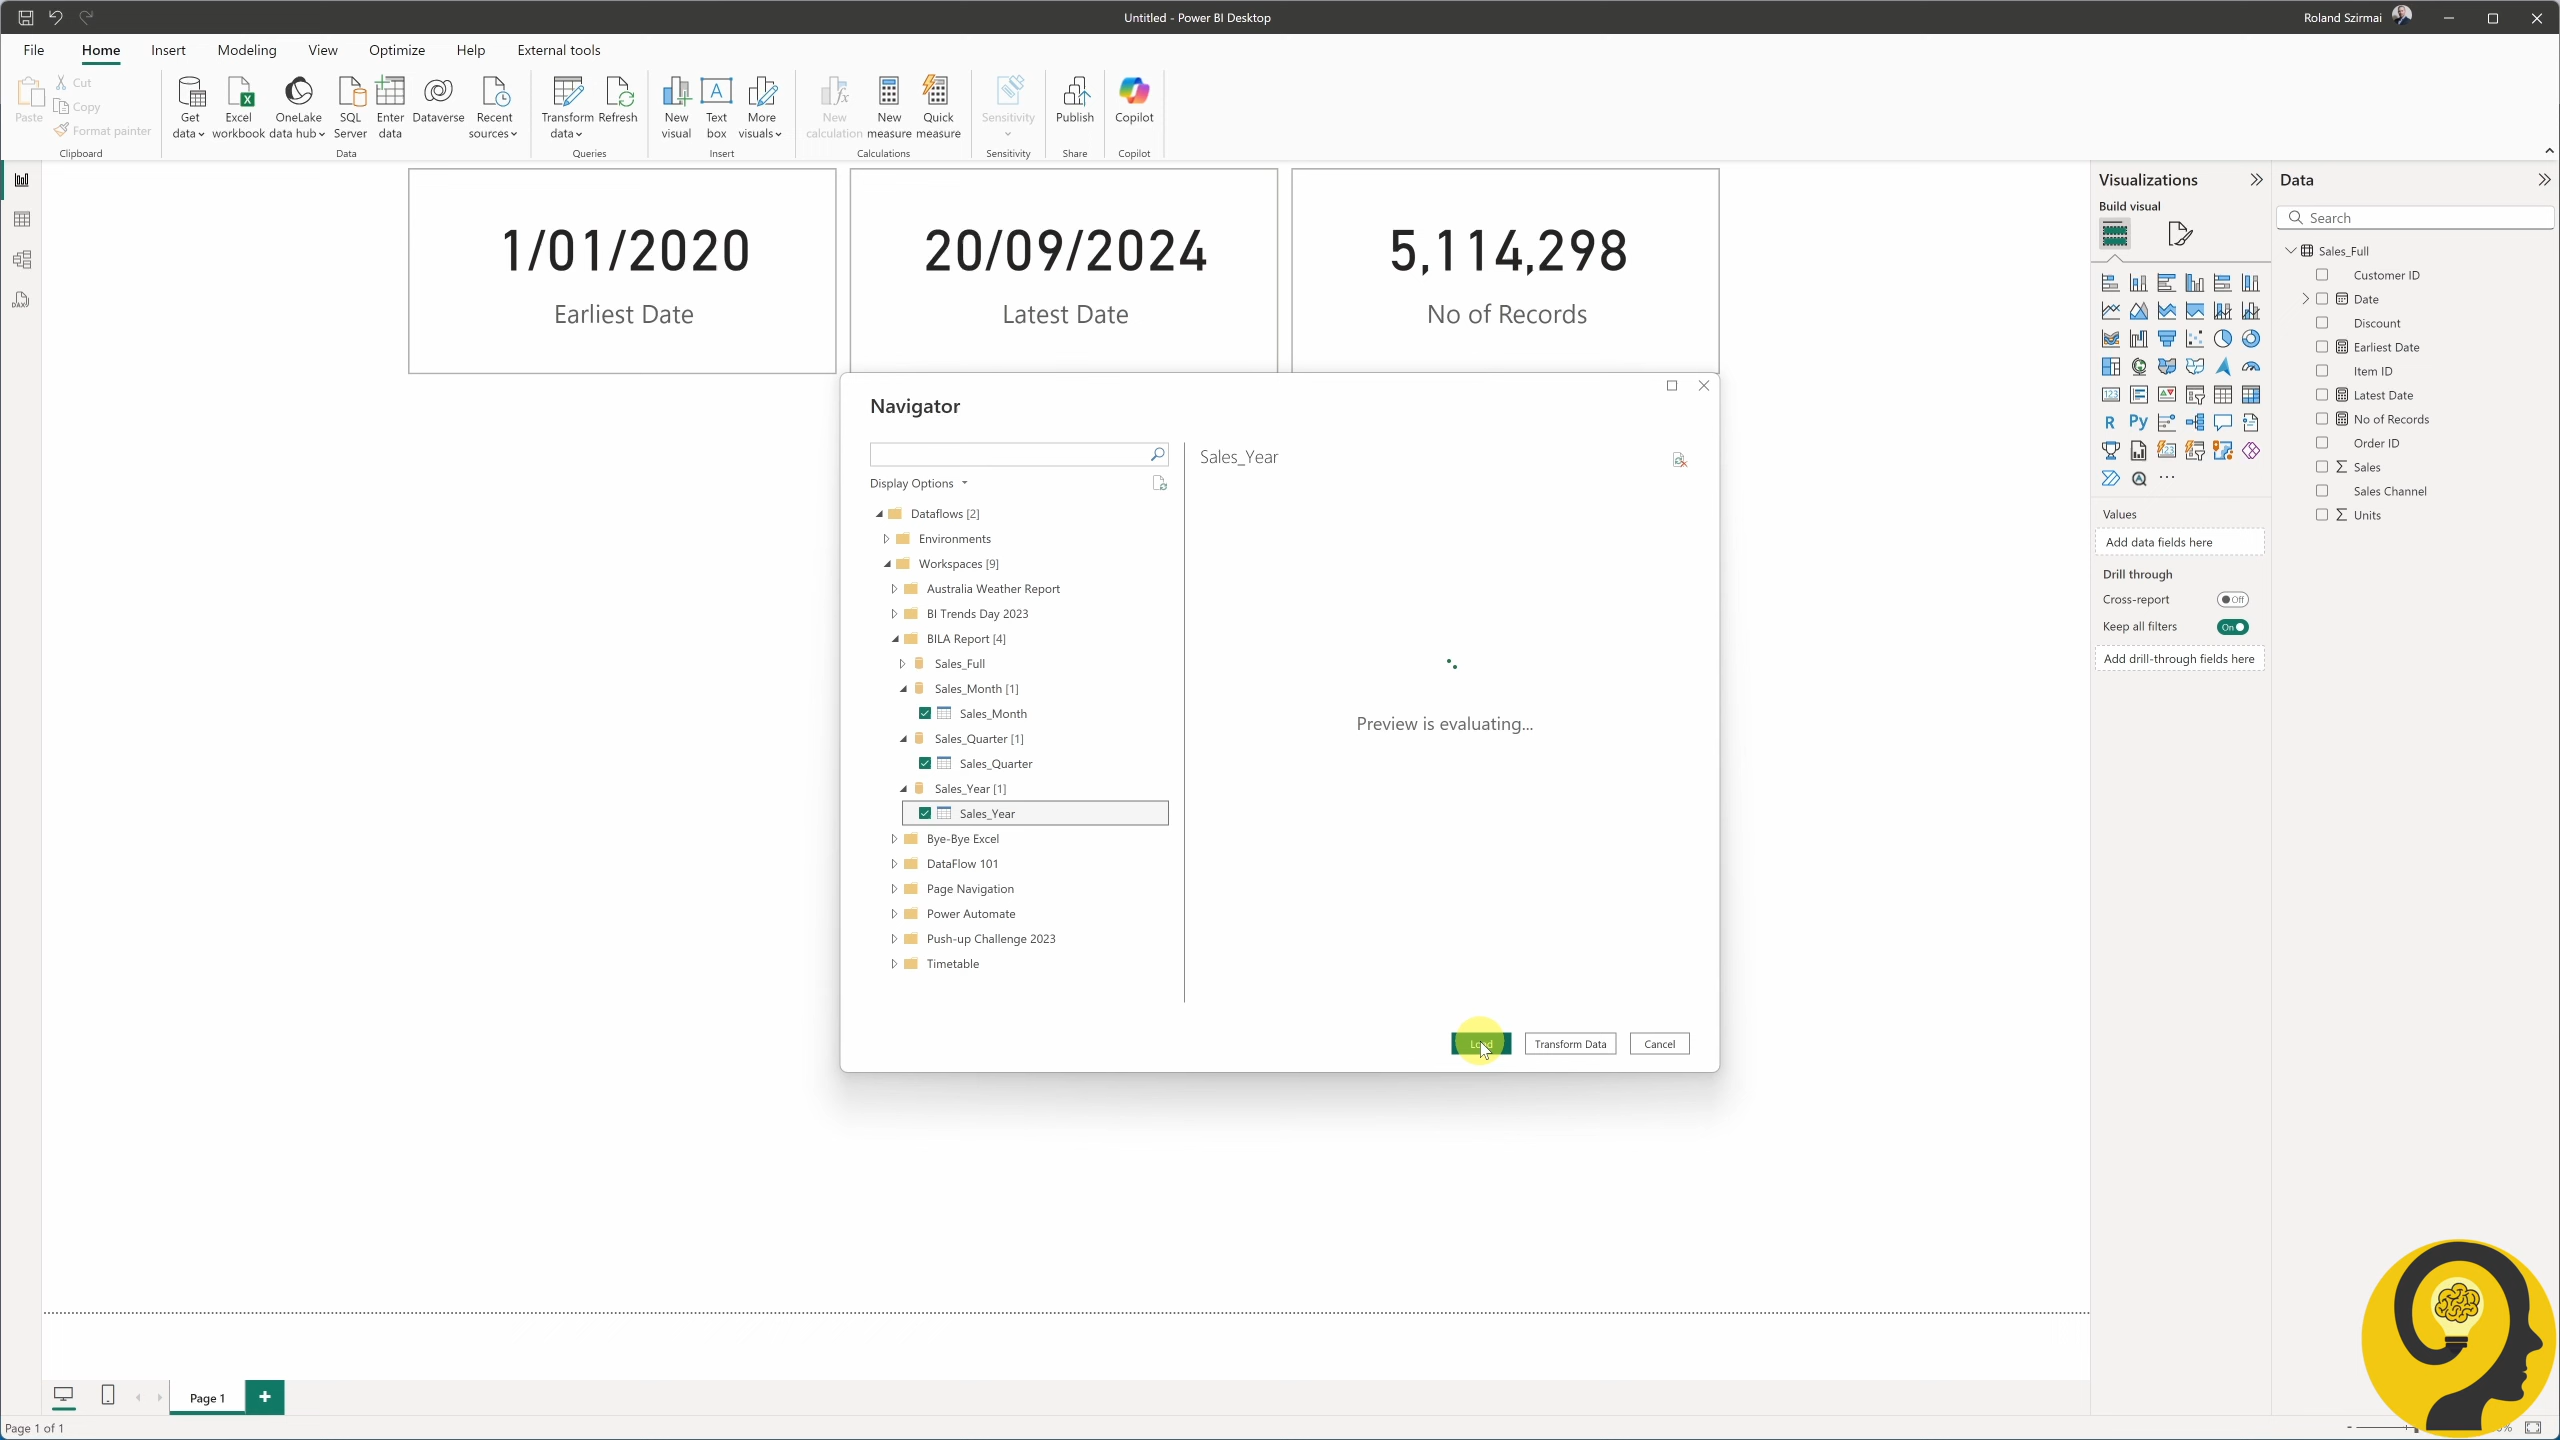 Untitled - Power BI Desktop
Roland Szirmai
File Home Insert Modeling View Optimize Help External tools
Paste
Cut
Copy
Format painter
Clipboard
Get data
Excel workbook
OneLake data hub
SQL Server
Enter data
Dataverse
Recent sources
Data
Transform data
Refresh
Queries
New visual
Text box
More visuals
Insert
New calculation
New measure
Quick measure
Calculations
Sensitivity
Sensitivity
Publish
Share
Copilot
Copilot
1/01/2020
Earliest Date
20/09/2024
Latest Date
5,114,298
No of Records
Navigator
Display Options
Dataflows [2]
Environments
Workspaces [9]
Australia Weather Report
BI Trends Day 2023
BILA Report [4]
Sales_Full
Sales_Month [1]
Sales_Month
Sales_Quarter [1]
Sales_Quarter
Sales_Year [1]
Sales_Year
Bye-Bye Excel
DataFlow 101
Page Navigation
Power Automate
Push-up Challenge 2023
Timetable
Sales_Year
Preview is evaluating...
Load
Transform Data
Cancel
Visualizations
Build visual
Values
Add data fields here
Drill through
Cross-report
Off
Keep all filters
On
Add drill-through fields here
Data
Search
Sales_Full
Customer ID
Date
Discount
Earliest Date
Item ID
Latest Date
No of Records
Order ID
Sales
Sales Channel
Units
Page 1
Page 1 of 1